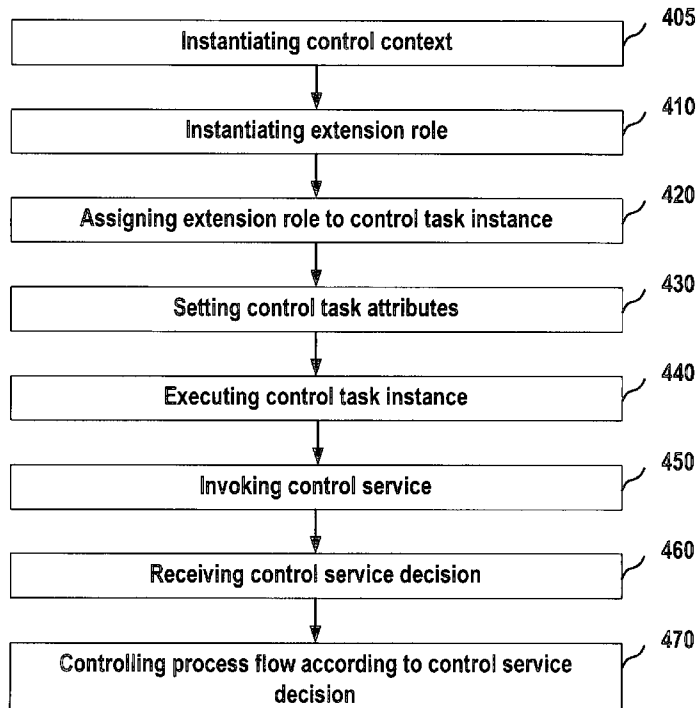 405
Instantiating control context
410
Instantiating extension role
420
Assigning extension role to control task instance
430
Setting control task attributes
440
Executing control task instance
450
Invoking control service
460
Receiving control service decision
470
Controlling process flow according to control service
decision